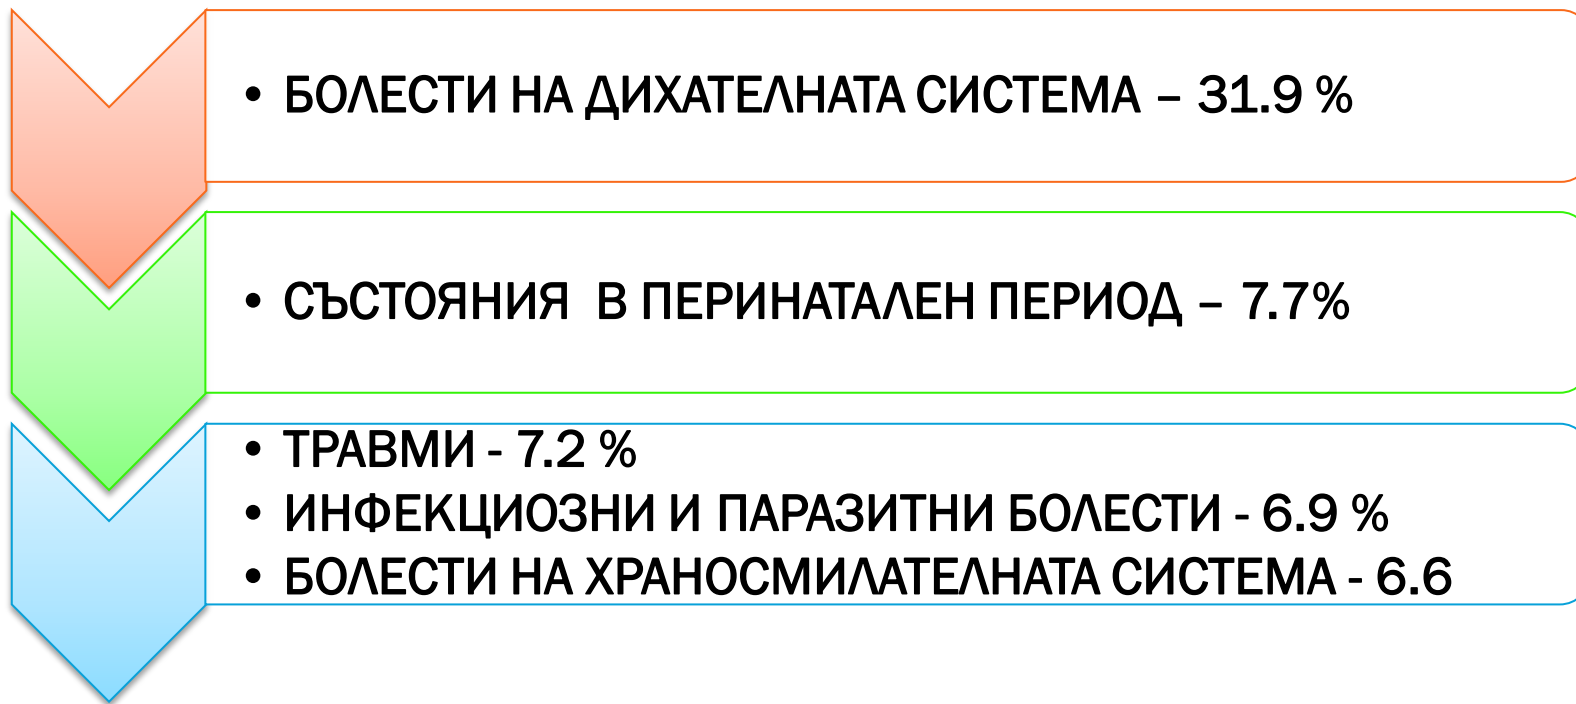 • БОЛЕСТИ НА ДИХАТЕЛНАТА СИСТЕМА – 31.9 %
• СЪСТОЯНИЯ В ПЕРИНАТАЛЕН ПЕРИОД – 7.7%
• ТРАВМИ - 7.2 %
• ИНФЕКЦИОЗНИ И ПАРАЗИТНИ БОЛЕСТИ - 6.9 %
• БОЛЕСТИ НА ХРАНОСМИЛАТЕЛНАТА СИСТЕМА - 6.6